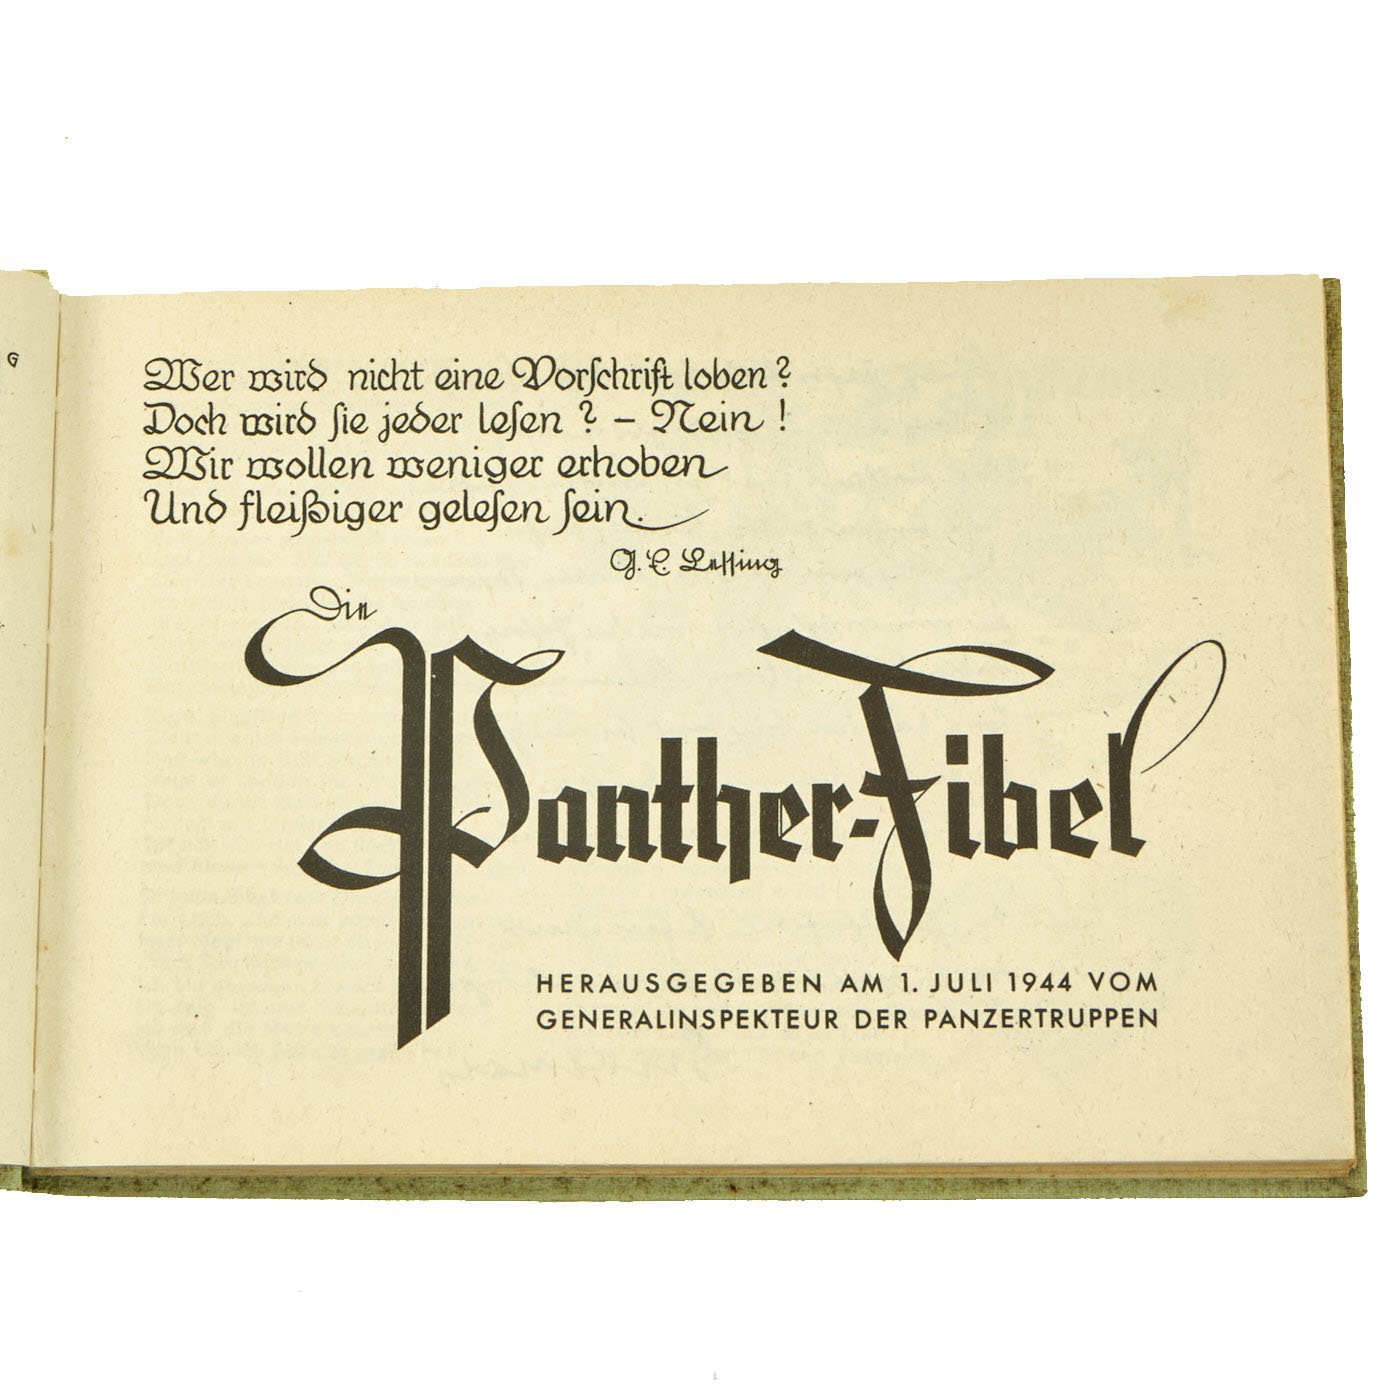 G
Wer wird nicht eine Vorschrift loben?
Doch wird sie jeder lesen? – Nein!
Wir wollen weniger erhoben
Und fleißiger gelesen sein.
G. E. Lessing
Die
Panther-Fibel
HERAUSGEGEBEN AM 1. JULI 1944 VOM
GENERALINSPEKTEUR DER PANZERTRUPPEN